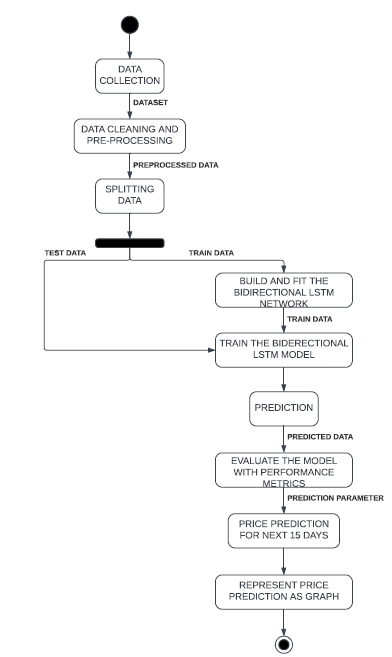 DATA
COLLECTION
DATASET
DATA CLEANING AND
PRE-PROCESSING
PREPROCESSED DATA
SPLITTING
DATA
TEST DATA
TRAIN DATA
BUILD AND FIT THE
BIDIRECTIONAL LSTM
NETWORK
TRAIN DATA
TRAIN THE BIDERECTIONAL
LSTM MODEL
PREDICTION
PREDICTED DATA
EVALUATE THE MODEL
WITH PERFORMANCE
METRICS
PREDICTION PARAMETER
PRICE PREDICTION
FOR NEXT 15 DAYS
REPRESENT PRICE
PREDICTION AS GRAPH